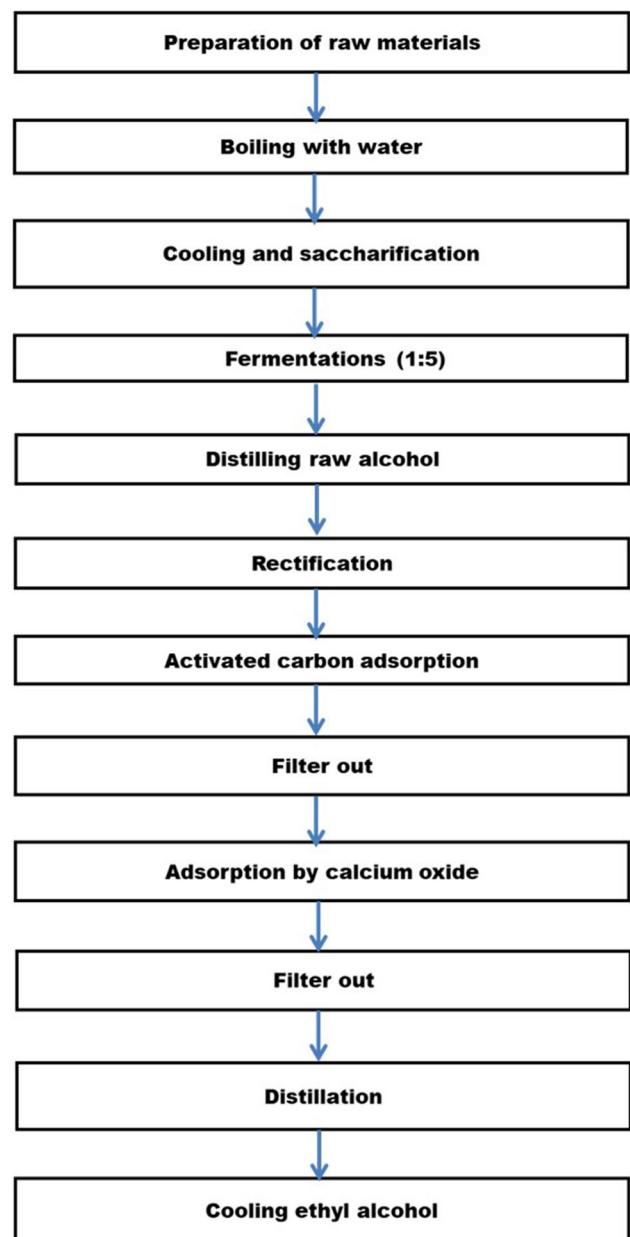 Preparation of raw materials
Boiling with water
Cooling and saccharification
Fermentations (1:5)
Distilling raw alcohol
Rectification
Activated carbon adsorption
Filter out
Adsorption by calcium oxide
Filter out
Distillation
Cooling ethyl alcohol